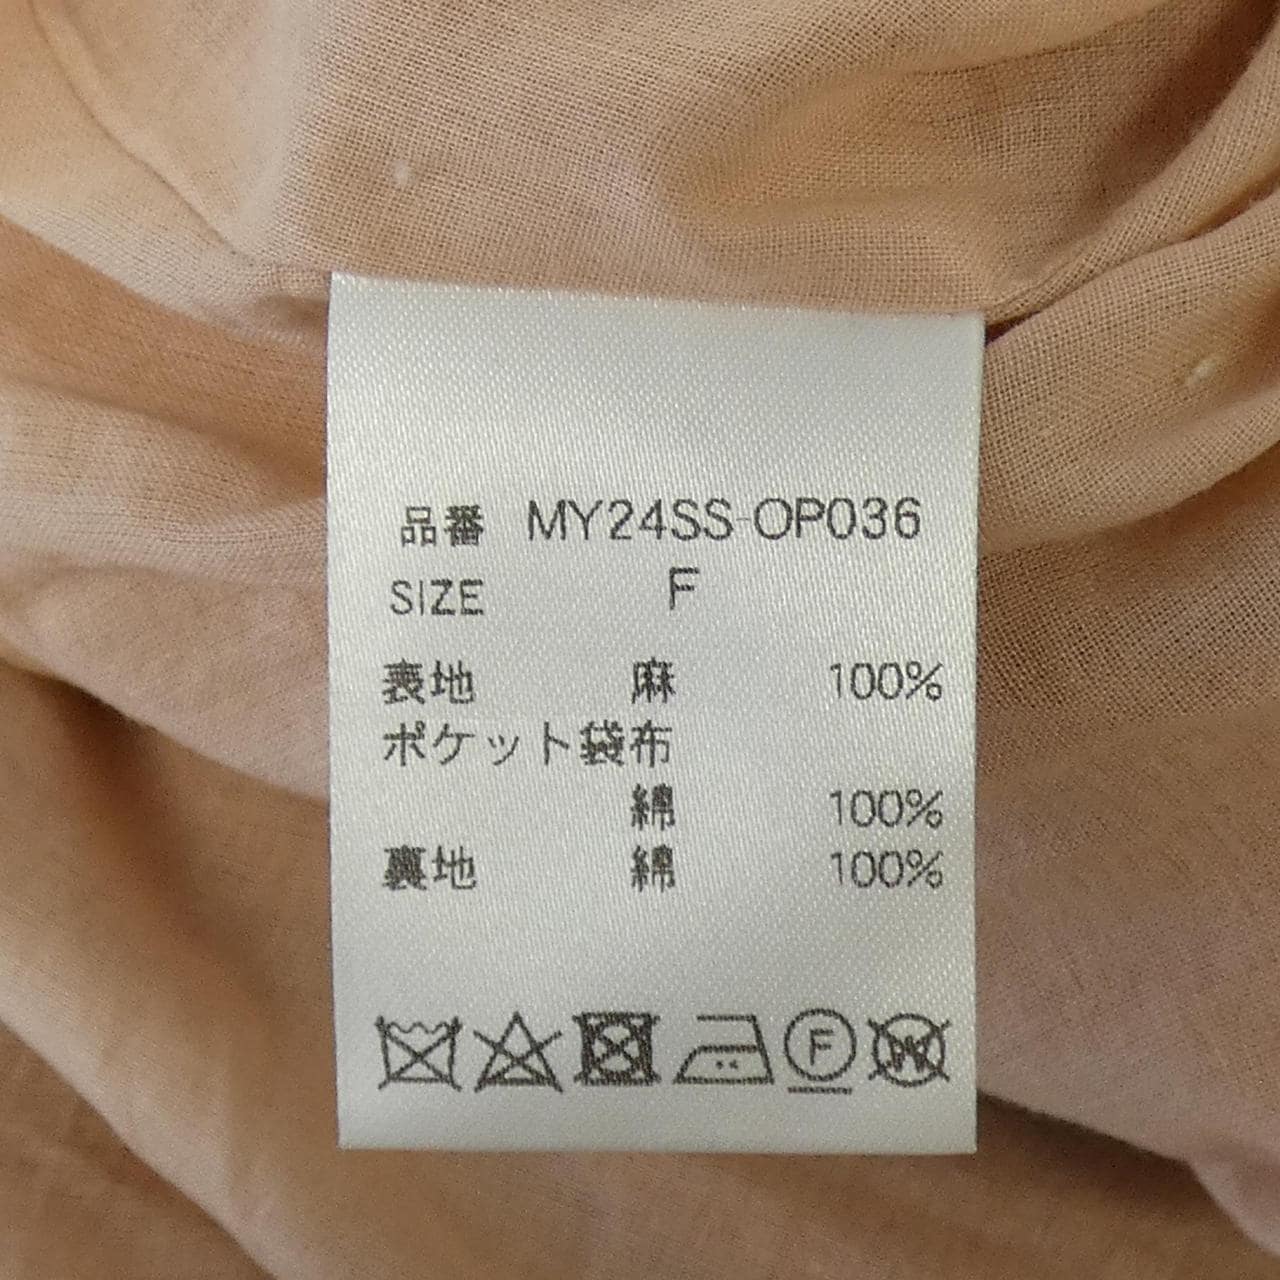 品番 MY24SS-OP036
SIZE F
表地 麻 100%
ポケット袋布
綿 100%
裏地 綿 100%
F W